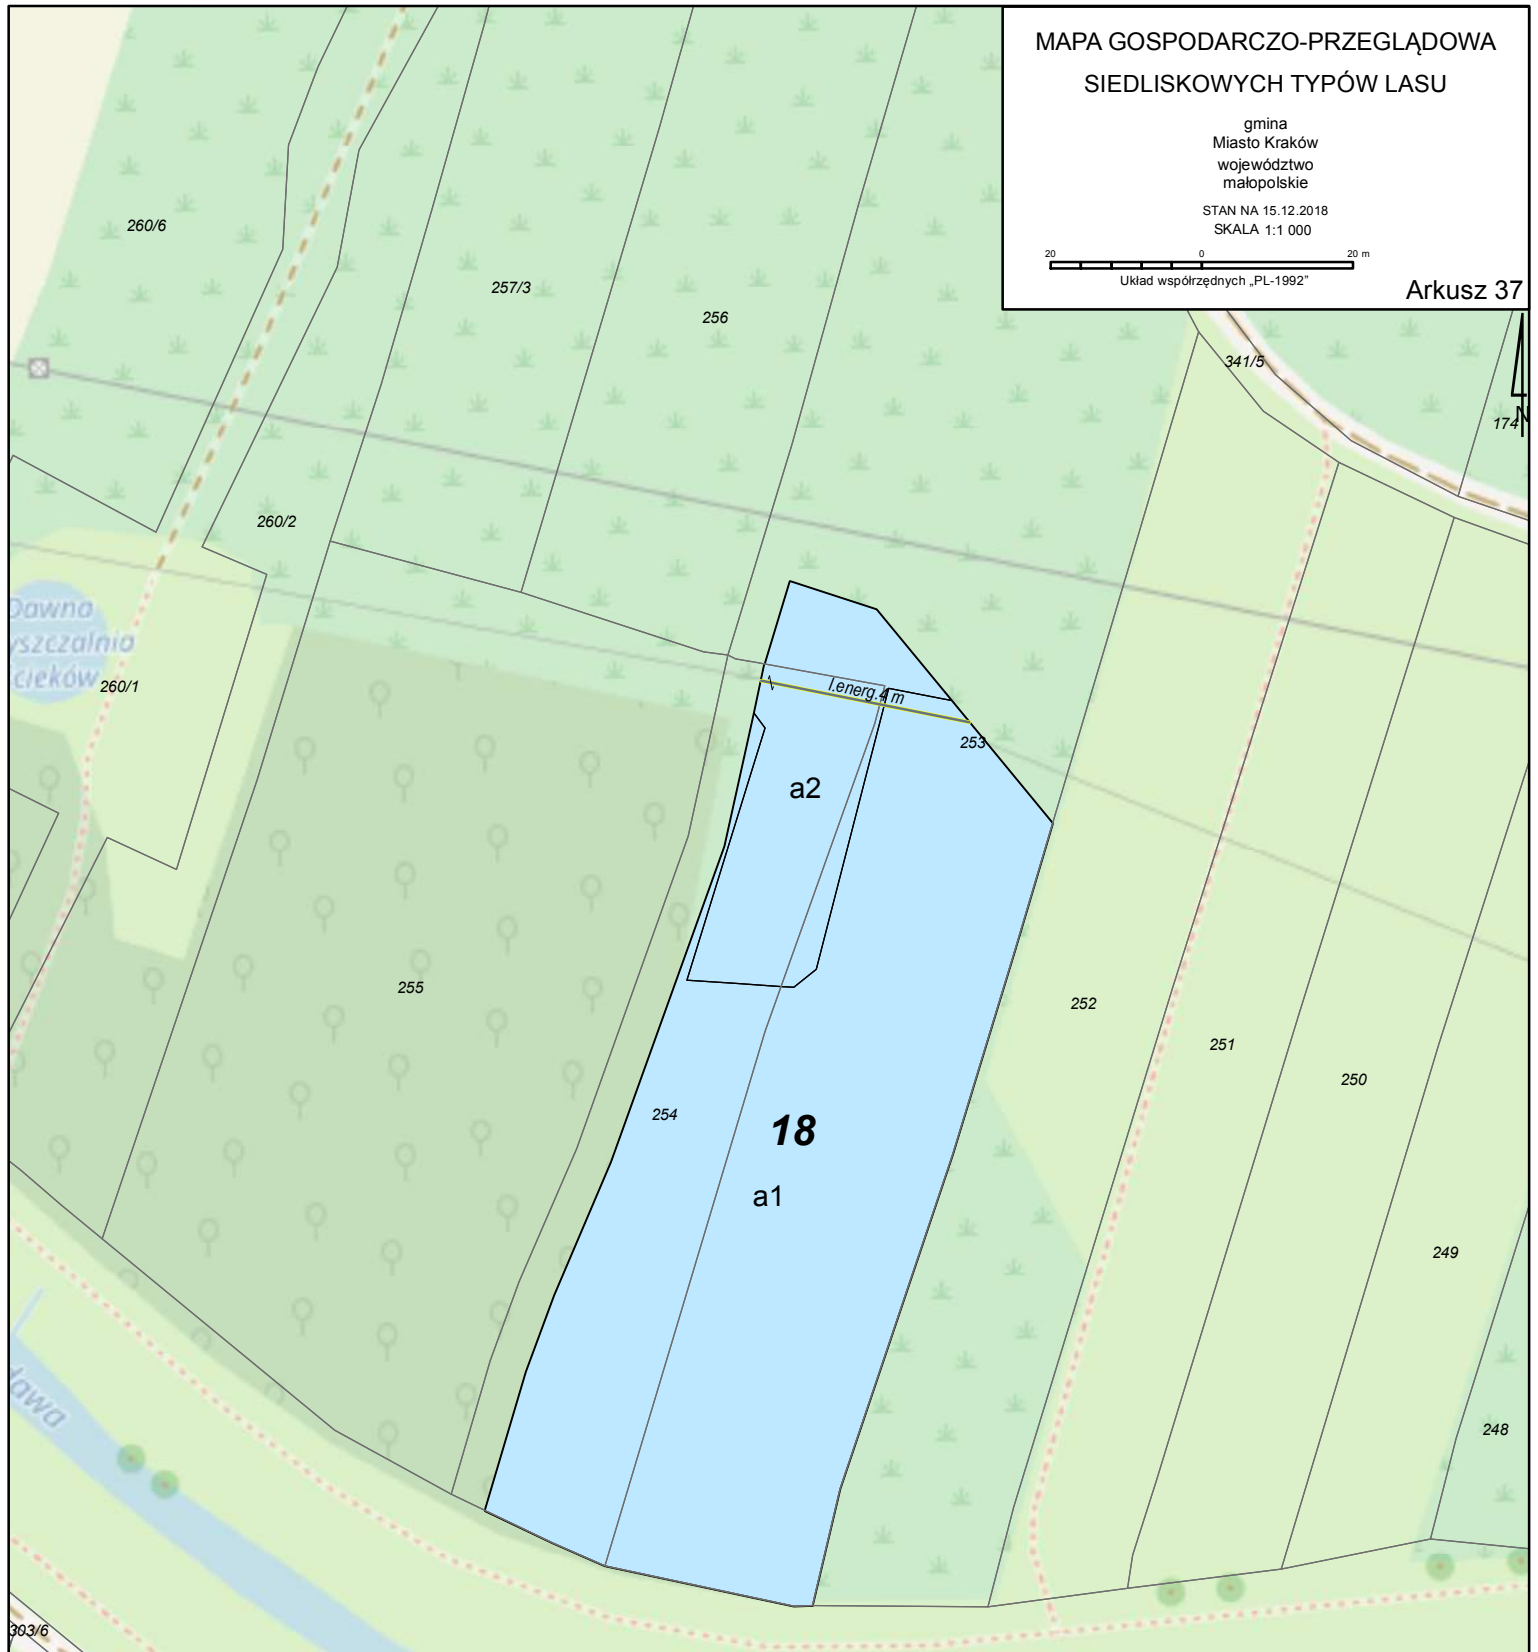 MAPA GOSPODARCZO-PRZEGLĄDOWA
SIEDLISKOWYCH TYPÓW LASU
gmina
Miasto Kraków
województwo
małopolskie
STAN NA 15.12.2018
SKALA 1:1 000
20 0 20 m
Układ współrzędnych „PL-1992”
Arkusz 37
260/6
257/3
256
341/5
N
174
260/2
Dawna
yszczalnia
cieków
260/1
l.energ.4 m
253
a2
255
252
251
250
254
18
a1
249
ława
248
303/6